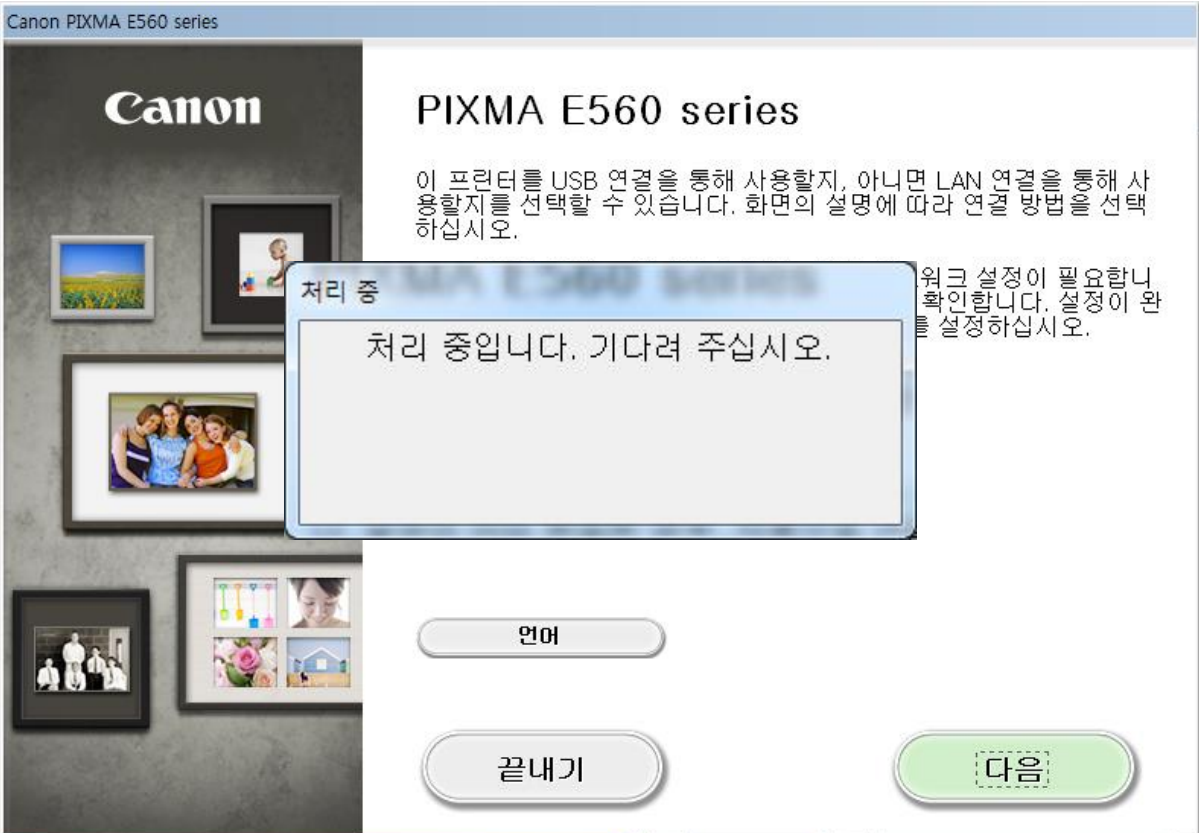 Canon PIXMA E560 series
Canon
PIXMA E560 series
이 프린터를 USB 연결을 통해 사용할지, 아니면 LAN 연결을 통해 사
용할지를 선택할 수 있습니다. 화면의 설명에 따라 연결 방법을 선택
하십시오.
워크 설정이 필요합니
확인합니다. 설정이 완
를 설정하십시오.
처리 중
처리 중입니다. 기다려 주십시오.
언어
끝내기
다음